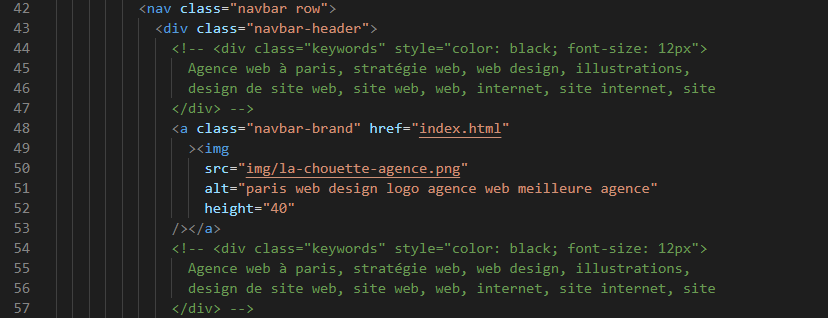 42 <nav class="navbar row">
43 <div class="navbar-header">
44 <!-- <div class="keywords" style="color: black; font-size: 12px">
45 Agence web à paris, stratégie web, web design, illustrations,
46 design de site web, site web, web, internet, site internet, site
47 </div> -->
48 <a class="navbar-brand" href="index.html"
49 ><img
50 src="img/la-chouette-agence.png"
51 alt="paris web design logo agence web meilleure agence"
52 height="40"
53 /></a>
54 <!-- <div class="keywords" style="color: black; font-size: 12px">
55 Agence web à paris, stratégie web, web design, illustrations,
56 design de site web, site web, web, internet, site internet, site
57 </div> -->